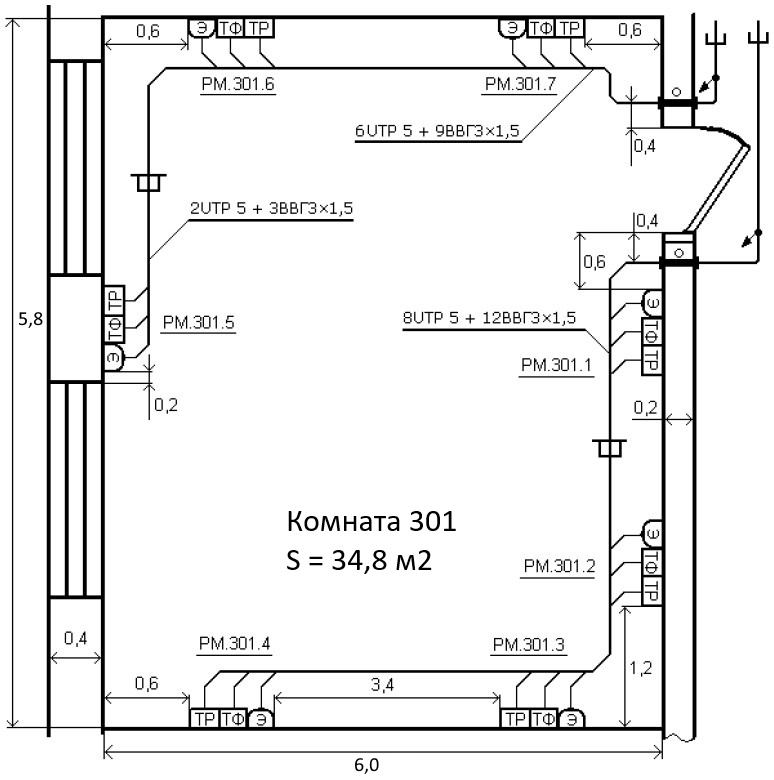 Э ТФ ТР
Э ТФ ТР
0,6
0,6
РМ.301.6
РМ.301.7
6UTP 5 + 9ВВГ3×1,5
0,4
2UTP 5 + 3ВВГ3×1,5
0,4
0,6
ТР
ТФ
Э
РМ.301.5
5,8
8UTP 5 + 12ВВГ3×1,5
Э
ТФ
ТР
РМ.301.1
0,2
0,2
Комната 301
S = 34,8 м2
Э
ТФ
ТР
РМ.301.2
0,4
РМ.301.4
РМ.301.3
1,2
0,6
3,4
ТР ТФ Э
ТР ТФ Э
6,0